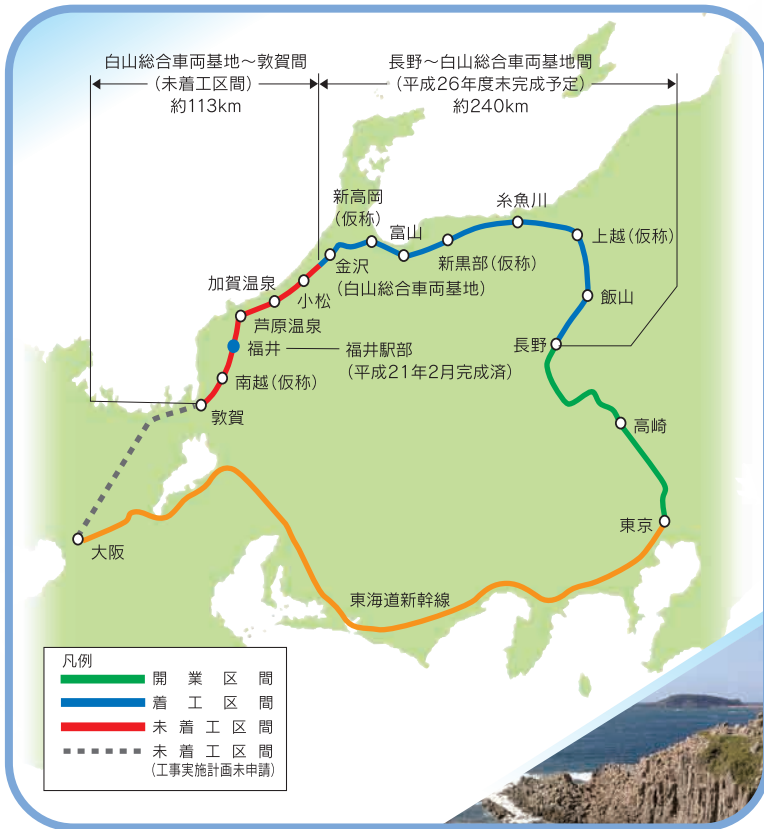 白山総合車両基地～敦賀間
(未着工区間)
約113km
長野～白山総合車両基地間
(平成26年度末完成予定)
約240km
新高岡
(仮称)
富山
糸魚川
上越(仮称)
新黒部(仮称)
金沢
(白山総合車両基地)
加賀温泉
小松
飯山
芦原温泉
福井
福井駅部
(平成21年2月完成済)
長野
南越(仮称)
敦賀
高崎
東京
大阪
東海道新幹線
凡例
開業区間
着工区間
未着工区間
未着工区間
(工事実施計画未申請)